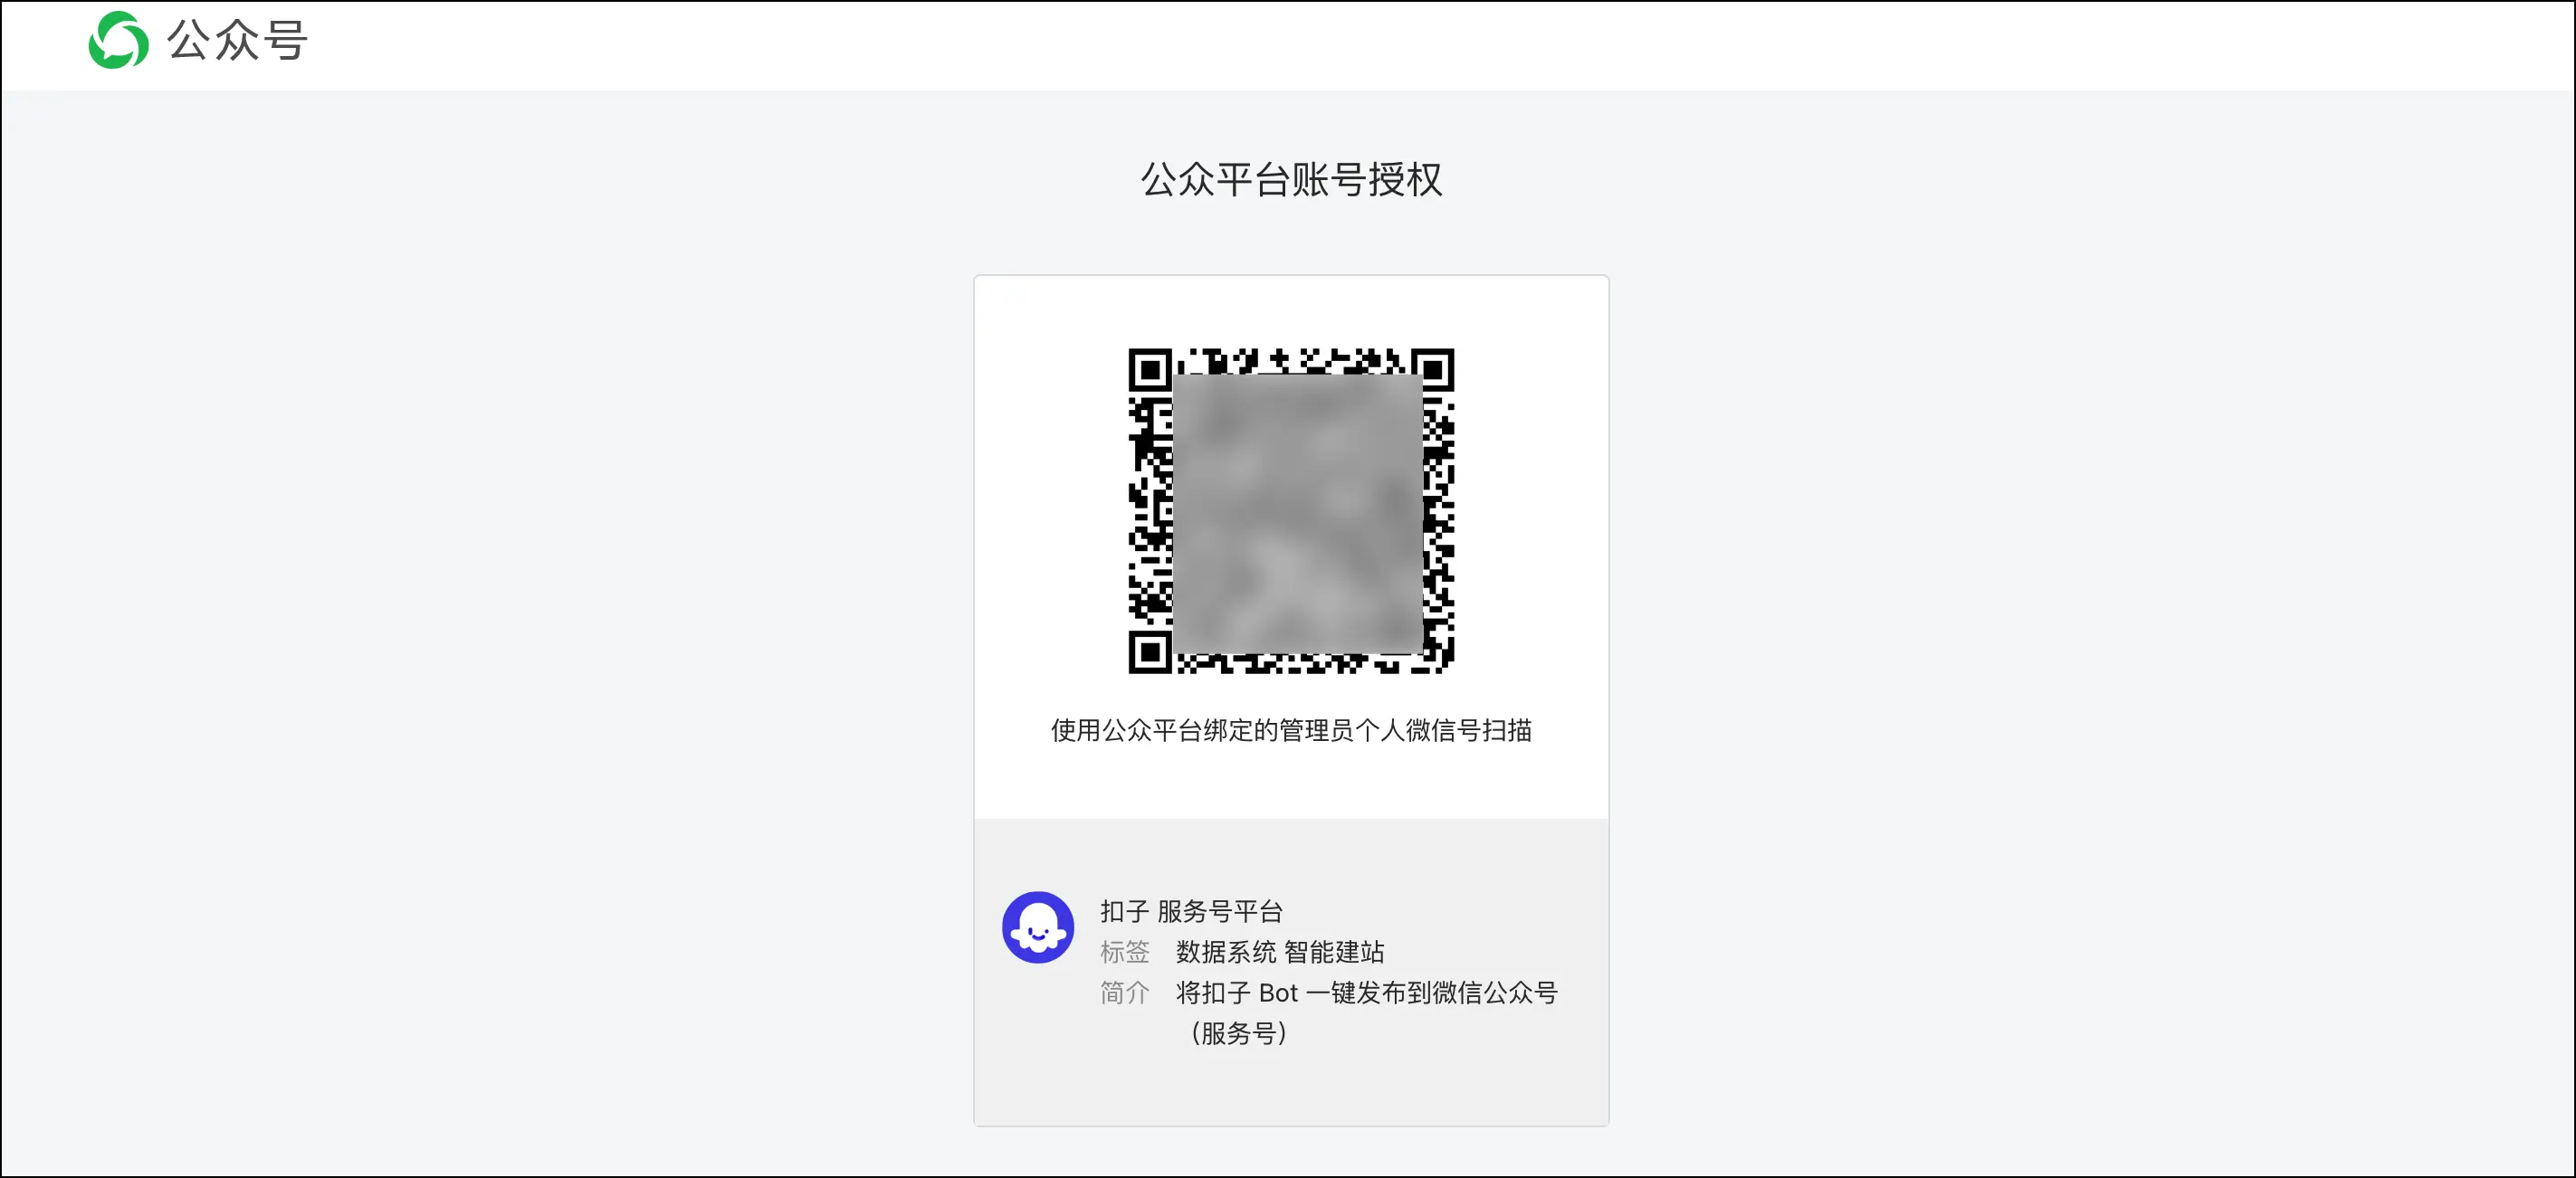 公众号
公众平台账号授权
使用公众平台绑定的管理员个人微信号扫描
扣子 服务号平台
标签 数据系统 智能建站
简介 将扣子 Bot 一键发布到微信公众号
（服务号）